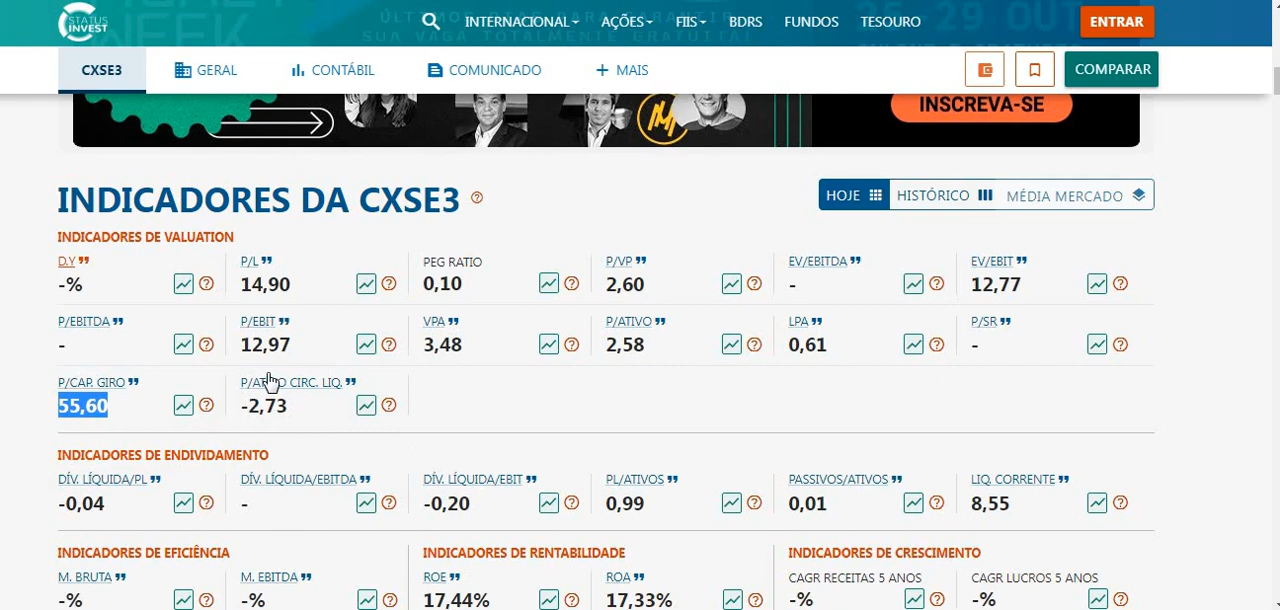 STATUS INVEST
INTERNACIONAL
AÇÕES
FIIS
BDRS
FUNDOS
TESOURO
ENTRAR
CXSE3
GERAL
CONTÁBIL
COMUNICADO
+ MAIS
COMPARAR
INSCREVA-SE
INDICADORES DA CXSE3
HOJE
HISTÓRICO
MÉDIA MERCADO
INDICADORES DE VALUATION
D.Y P/L PEG RATIO P/VP EV/EBITDA EV/EBIT
-% 14,90 0,10 2,60 - 12,77
P/EBITDA P/EBIT VPA P/ATIVO LPA P/SR
- 12,97 3,48 2,58 0,61 -
P/CAP. GIRO P/ATIVO CIRC. LIQ.
55,60 -2,73
INDICADORES DE ENDIVIDAMENTO
DÍV. LÍQUIDA/PL DÍV. LÍQUIDA/EBITDA DÍV. LÍQUIDA/EBIT PL/ATIVOS PASSIVOS/ATIVOS LIQ. CORRENTE
-0,04 - -0,20 0,99 0,01 8,55
INDICADORES DE EFICIÊNCIA INDICADORES DE RENTABILIDADE INDICADORES DE CRESCIMENTO
M. BRUTA M. EBITDA ROE ROA CAGR RECEITAS 5 ANOS CAGR LUCROS 5 ANOS
-% -% 17,44% 17,33% -% -%